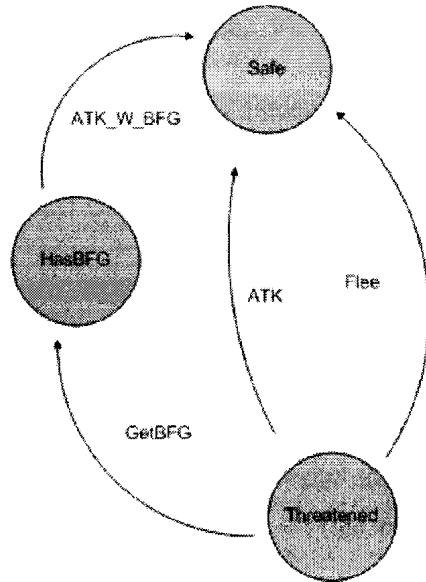 Safe
ATK_W_BFG
HasBFG
Flee
ATK
GetBFG
Threatened